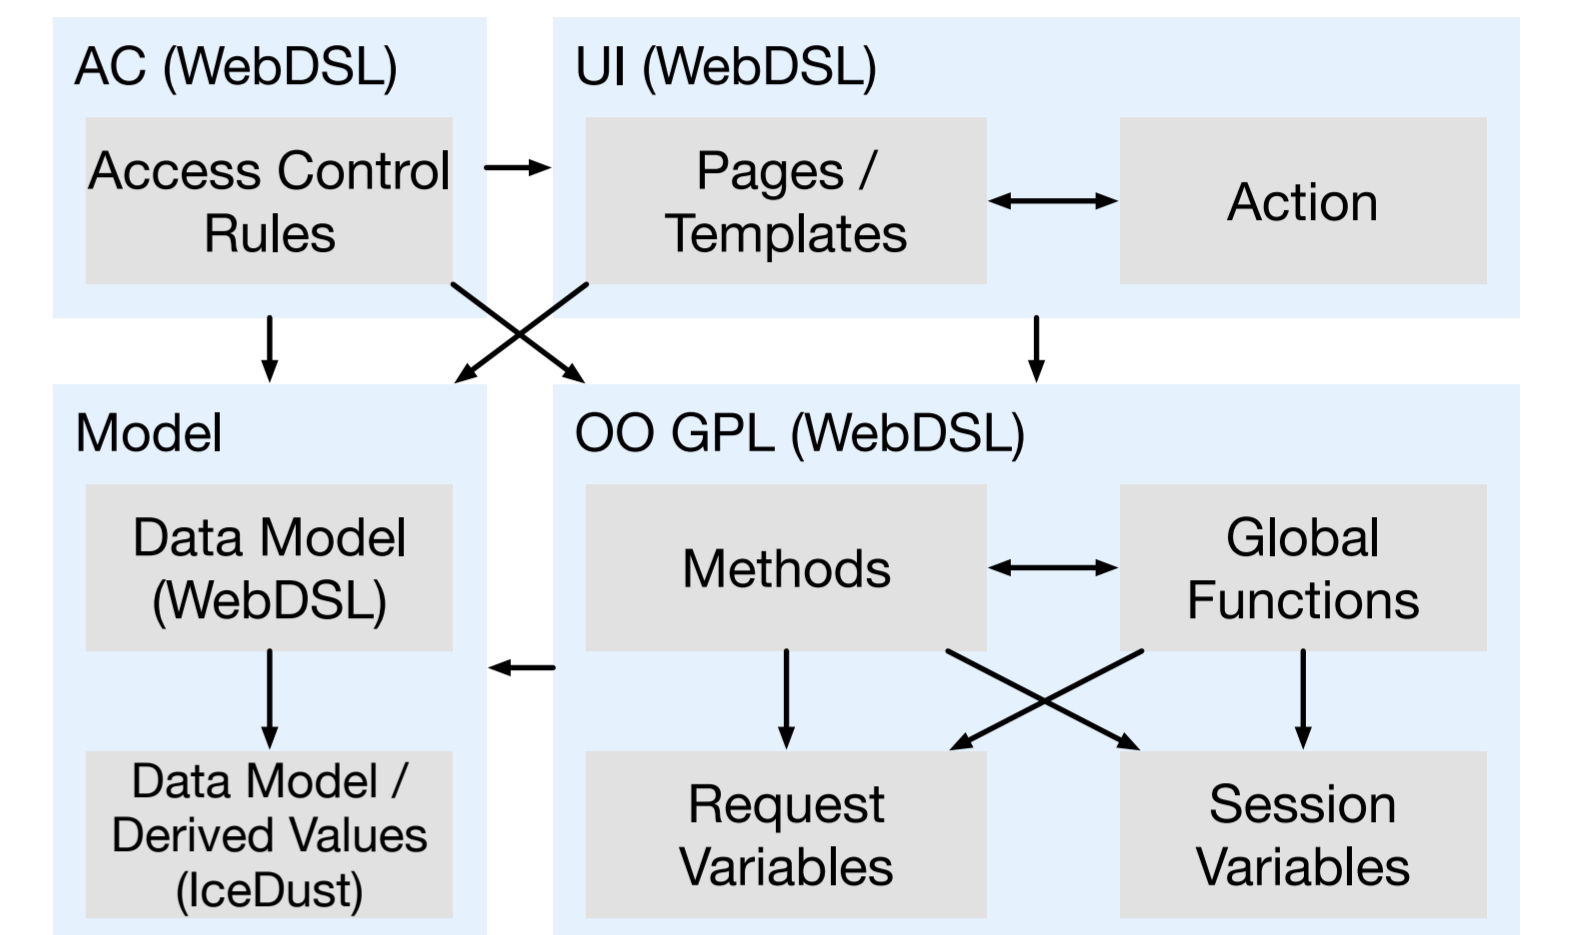 AC (WebDSL)
Access Control
Rules
UI (WebDSL)
Pages /
Templates
Action
Model
Data Model
(WebDSL)
Data Model /
Derived Values
(IceDust)
OO GPL (WebDSL)
Methods
Global
Functions
Request
Variables
Session
Variables